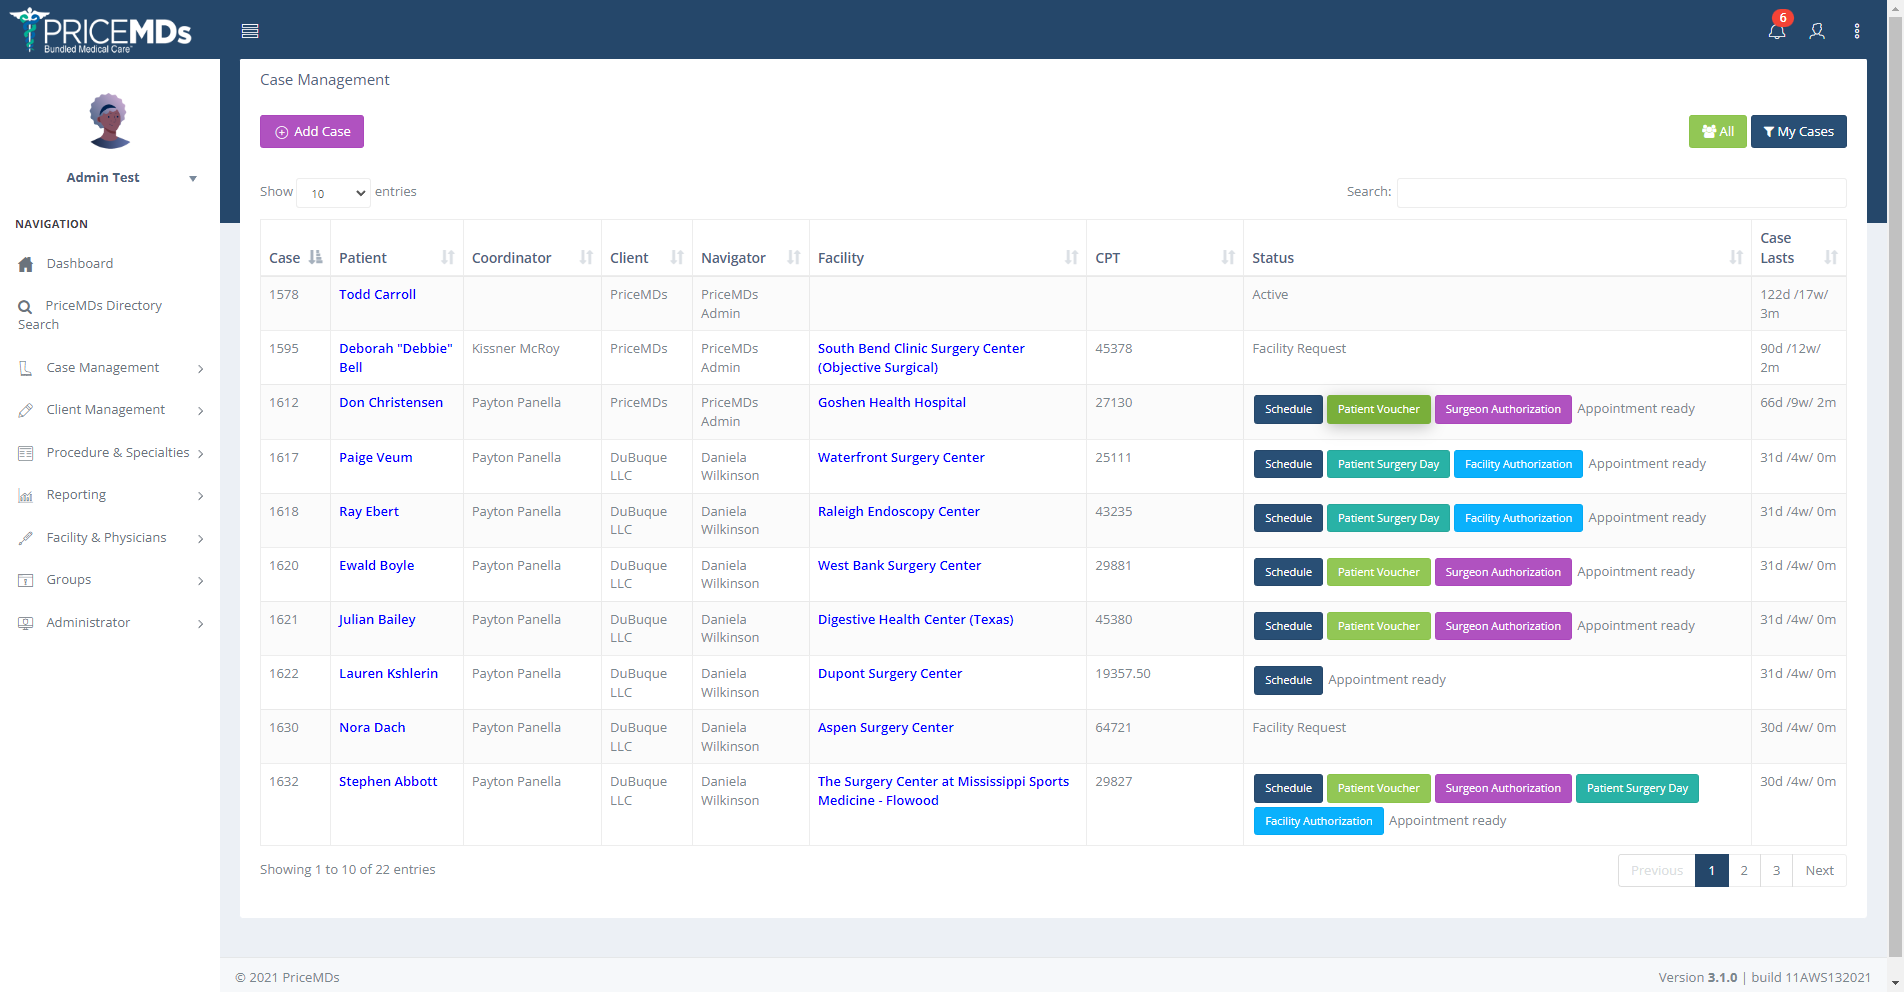 PRICEMDs
Bundled Medical Care
6
Admin Test
NAVIGATION
Dashboard
PriceMDs Directory
Search
Case Management
Client Management
Procedure & Specialties
Reporting
Facility & Physicians
Groups
Administrator
Case Management
Add Case
All
My Cases
Show 10 entries
Search:
Case Patient Coordinator Client Navigator Facility CPT Status Case
Lasts
1578 Todd Carroll PriceMDs PriceMDs Active 122d /17w/
Admin 3m
1595 Deborah "Debbie" Kissner McRoy PriceMDs PriceMDs South Bend Clinic Surgery Center 45378 Facility Request 90d /12w/
Bell Admin (Objective Surgical) 2m
1612 Don Christensen Payton Panella PriceMDs PriceMDs Goshen Health Hospital 27130 Schedule Patient Voucher Surgeon Authorization Appointment ready 66d /9w/ 2m
Admin
1617 Paige Veum Payton Panella DuBuque Daniela Waterfront Surgery Center 25111 Schedule Patient Surgery Day Facility Authorization Appointment ready 31d /4w/ 0m
LLC Wilkinson
1618 Ray Ebert Payton Panella DuBuque Daniela Raleigh Endoscopy Center 43235 Schedule Patient Surgery Day Facility Authorization Appointment ready 31d /4w/ 0m
LLC Wilkinson
1620 Ewald Boyle Payton Panella DuBuque Daniela West Bank Surgery Center 29881 Schedule Patient Voucher Surgeon Authorization Appointment ready 31d /4w/ 0m
LLC Wilkinson
1621 Julian Bailey Payton Panella DuBuque Daniela Digestive Health Center (Texas) 45380 Schedule Patient Voucher Surgeon Authorization Appointment ready 31d /4w/ 0m
LLC Wilkinson
1622 Lauren Kshlerin Payton Panella DuBuque Daniela Dupont Surgery Center 19357.50 Schedule Appointment ready 31d /4w/ 0m
LLC Wilkinson
1630 Nora Dach Payton Panella DuBuque Daniela Aspen Surgery Center 64721 Facility Request 30d /4w/ 0m
LLC Wilkinson
1632 Stephen Abbott Payton Panella DuBuque Daniela The Surgery Center at Mississippi Sports 29827 Schedule Patient Voucher Surgeon Authorization Patient Surgery Day 30d /4w/ 0m
LLC Wilkinson Medicine - Flowood Facility Authorization Appointment ready
Showing 1 to 10 of 22 entries
Previous 1 2 3 Next
© 2021 PriceMDs
Version 3.1.0 | build 11AWS132021